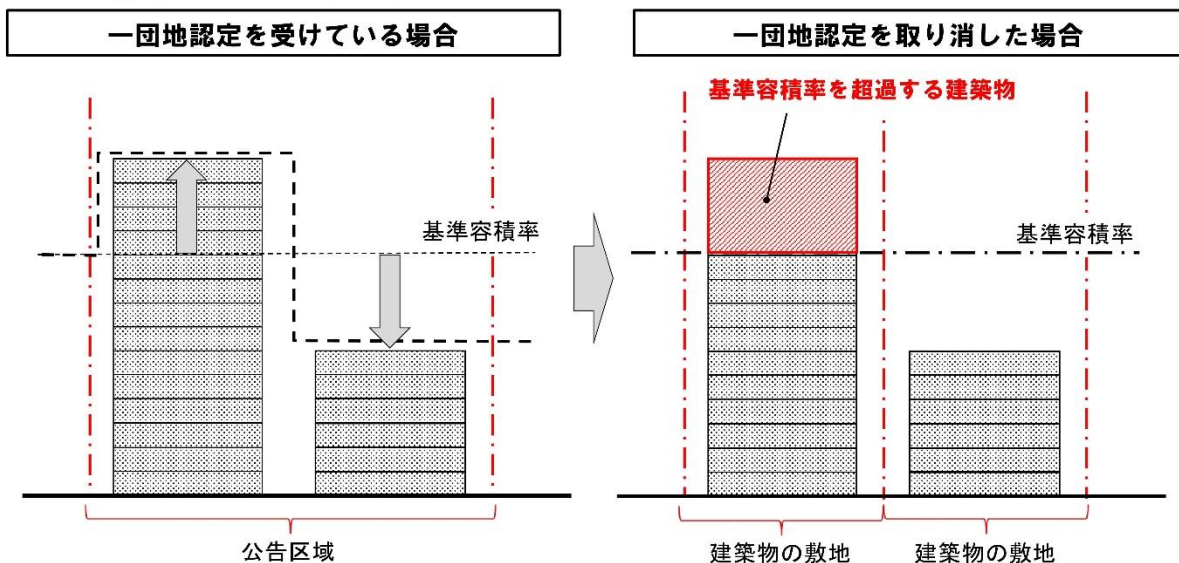 一団地認定を受けている場合
一団地認定を取り消した場合
基準容積率を超過する建築物
基準容積率
基準容積率
公告区域
建築物の敷地
建築物の敷地